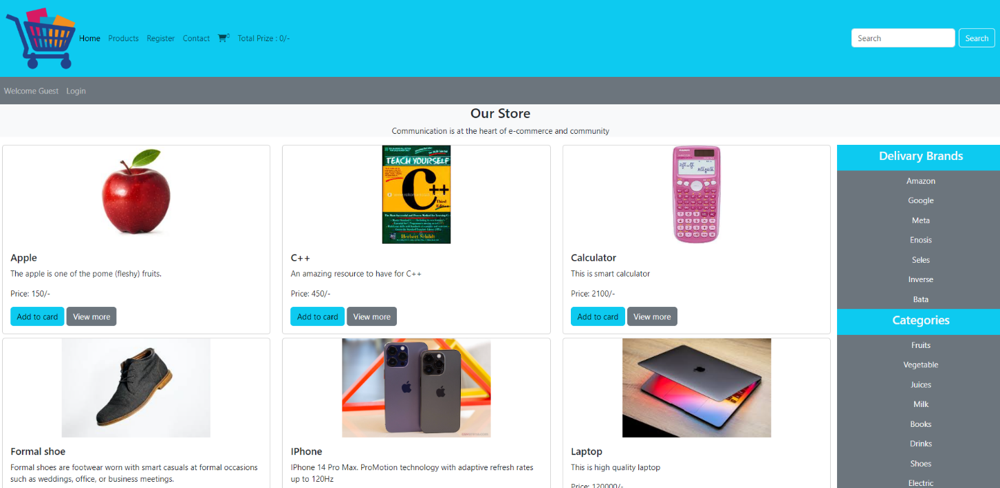 Home Products Register Contact 0 Total Prize : 0/- Search Search
Welcome Guest Login
Our Store
Communication is at the heart of e-commerce and community
TEACH YOURSELF
C++
Third
Edition
Herbert Schildt
CASIO
Apple
The apple is one of the pome (fleshy) fruits.
Price: 150/-
Add to card View more
C++
An amazing resource to have for C++
Price: 450/-
Add to card View more
Calculator
This is smart calculator
Price: 2100/-
Add to card View more
Formal shoe
Formal shoes are footwear worn with smart casuals at formal occasions
such as weddings, office, or business meetings.
IPhone
IPhone 14 Pro Max. ProMotion technology with adaptive refresh rates
up to 120Hz
Laptop
This is high quality laptop
Price: 120000/-
Delivary Brands
Amazon
Google
Meta
Enosis
Seles
Inverse
Bata
Categories
Fruits
Vegetable
Juices
Milk
Books
Drinks
Shoes
Electric